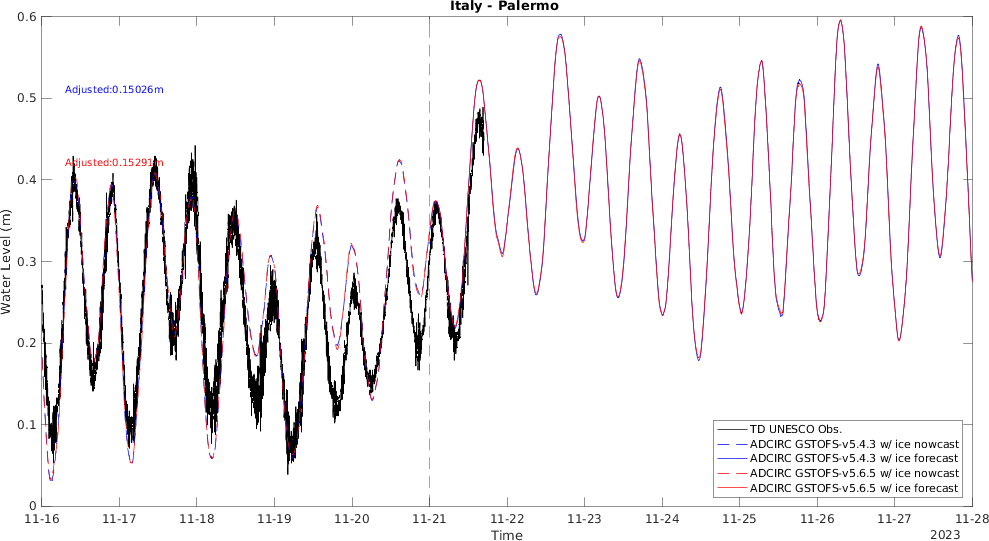 Italy - Palermo
0.6
Adjusted:0.15026m
0.5
Adjusted:0.15291m
0.4
0.3
0.2
0.1
0
Water Level (m)
TD UNESCO Obs.
ADCIRC GSTOFS-v5.4.3 w/ ice nowcast
ADCIRC GSTOFS-v5.4.3 w/ ice forecast
ADCIRC GSTOFS-v5.6.5 w/ ice nowcast
ADCIRC GSTOFS-v5.6.5 w/ ice forecast
11-16 11-17 11-18 11-19 11-20 11-21 11-22 11-23 11-24 11-25 11-26 11-27 11-28
Time
2023